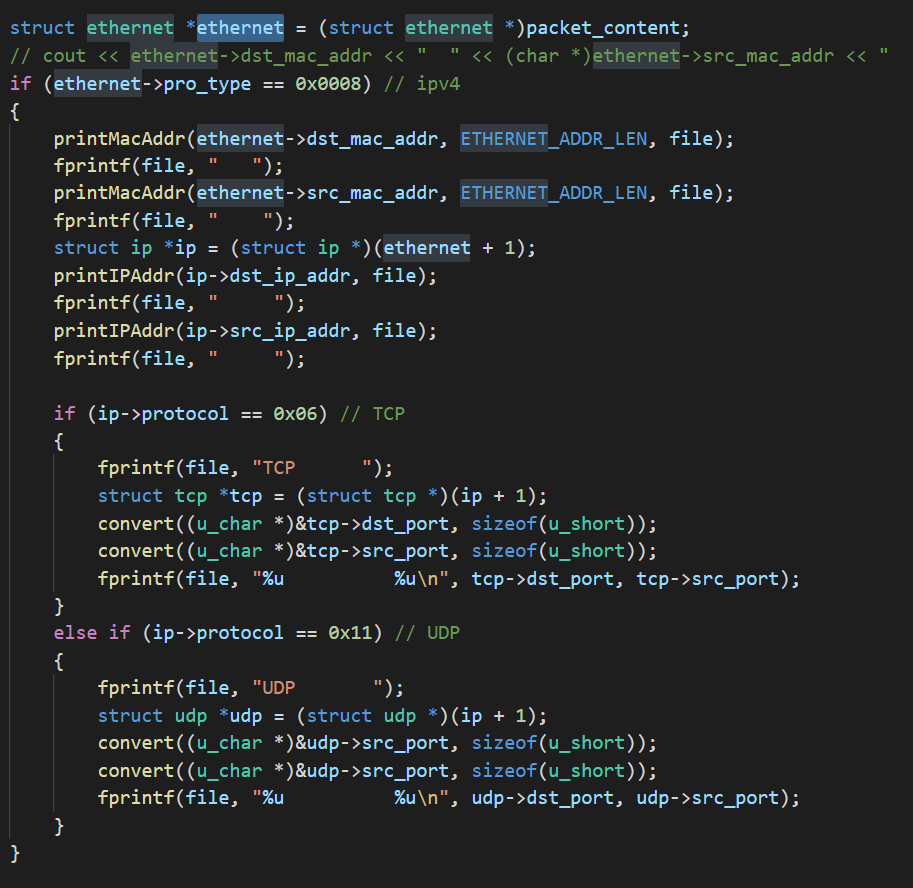 struct ethernet *ethernet = (struct ethernet *)packet_content;
// cout << ethernet->dst_mac_addr << "  " << (char *)ethernet->src_mac_addr << "
if (ethernet->pro_type == 0x0008) // ipv4
{
    printMacAddr(ethernet->dst_mac_addr, ETHERNET_ADDR_LEN, file);
    fprintf(file, "   ");
    printMacAddr(ethernet->src_mac_addr, ETHERNET_ADDR_LEN, file);
    fprintf(file, "    ");
    struct ip *ip = (struct ip *)(ethernet + 1);
    printIPAddr(ip->dst_ip_addr, file);
    fprintf(file, "     ");
    printIPAddr(ip->src_ip_addr, file);
    fprintf(file, "     ");

    if (ip->protocol == 0x06) // TCP
    {
        fprintf(file, "TCP      ");
        struct tcp *tcp = (struct tcp *)(ip + 1);
        convert((u_char *)&tcp->dst_port, sizeof(u_short));
        convert((u_char *)&tcp->src_port, sizeof(u_short));
        fprintf(file, "%u          %u\n", tcp->dst_port, tcp->src_port);
    }
    else if (ip->protocol == 0x11) // UDP
    {
        fprintf(file, "UDP       ");
        struct udp *udp = (struct udp *)(ip + 1);
        convert((u_char *)&udp->src_port, sizeof(u_short));
        convert((u_char *)&udp->src_port, sizeof(u_short));
        fprintf(file, "%u          %u\n", udp->dst_port, udp->src_port);
    }
}